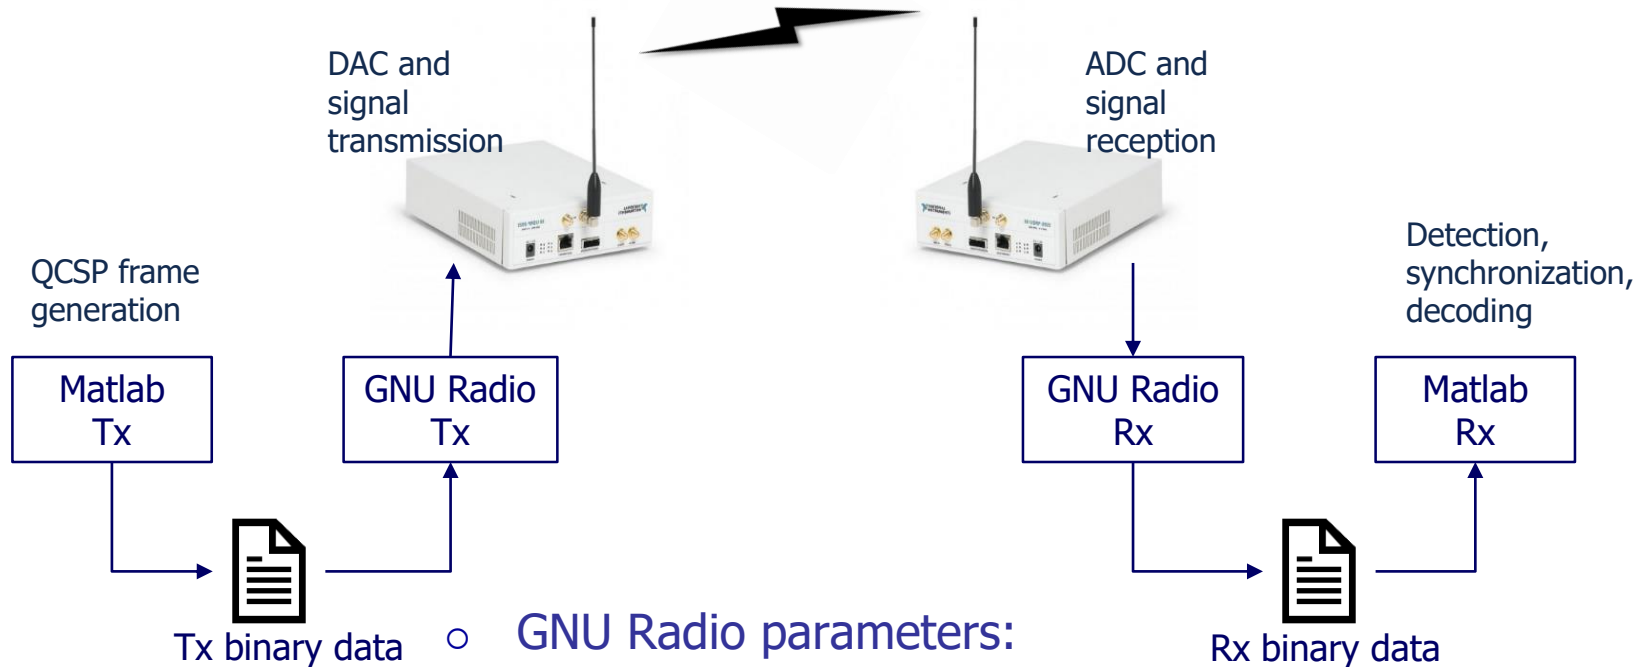 DAC and
signal
transmission
ADC and
signal
reception
QCSP frame
generation
Detection,
synchronization,
decoding
Matlab
Tx
GNU Radio
Tx
GNU Radio
Rx
Matlab
Rx
Tx binary data
○ GNU Radio parameters:
Rx binary data